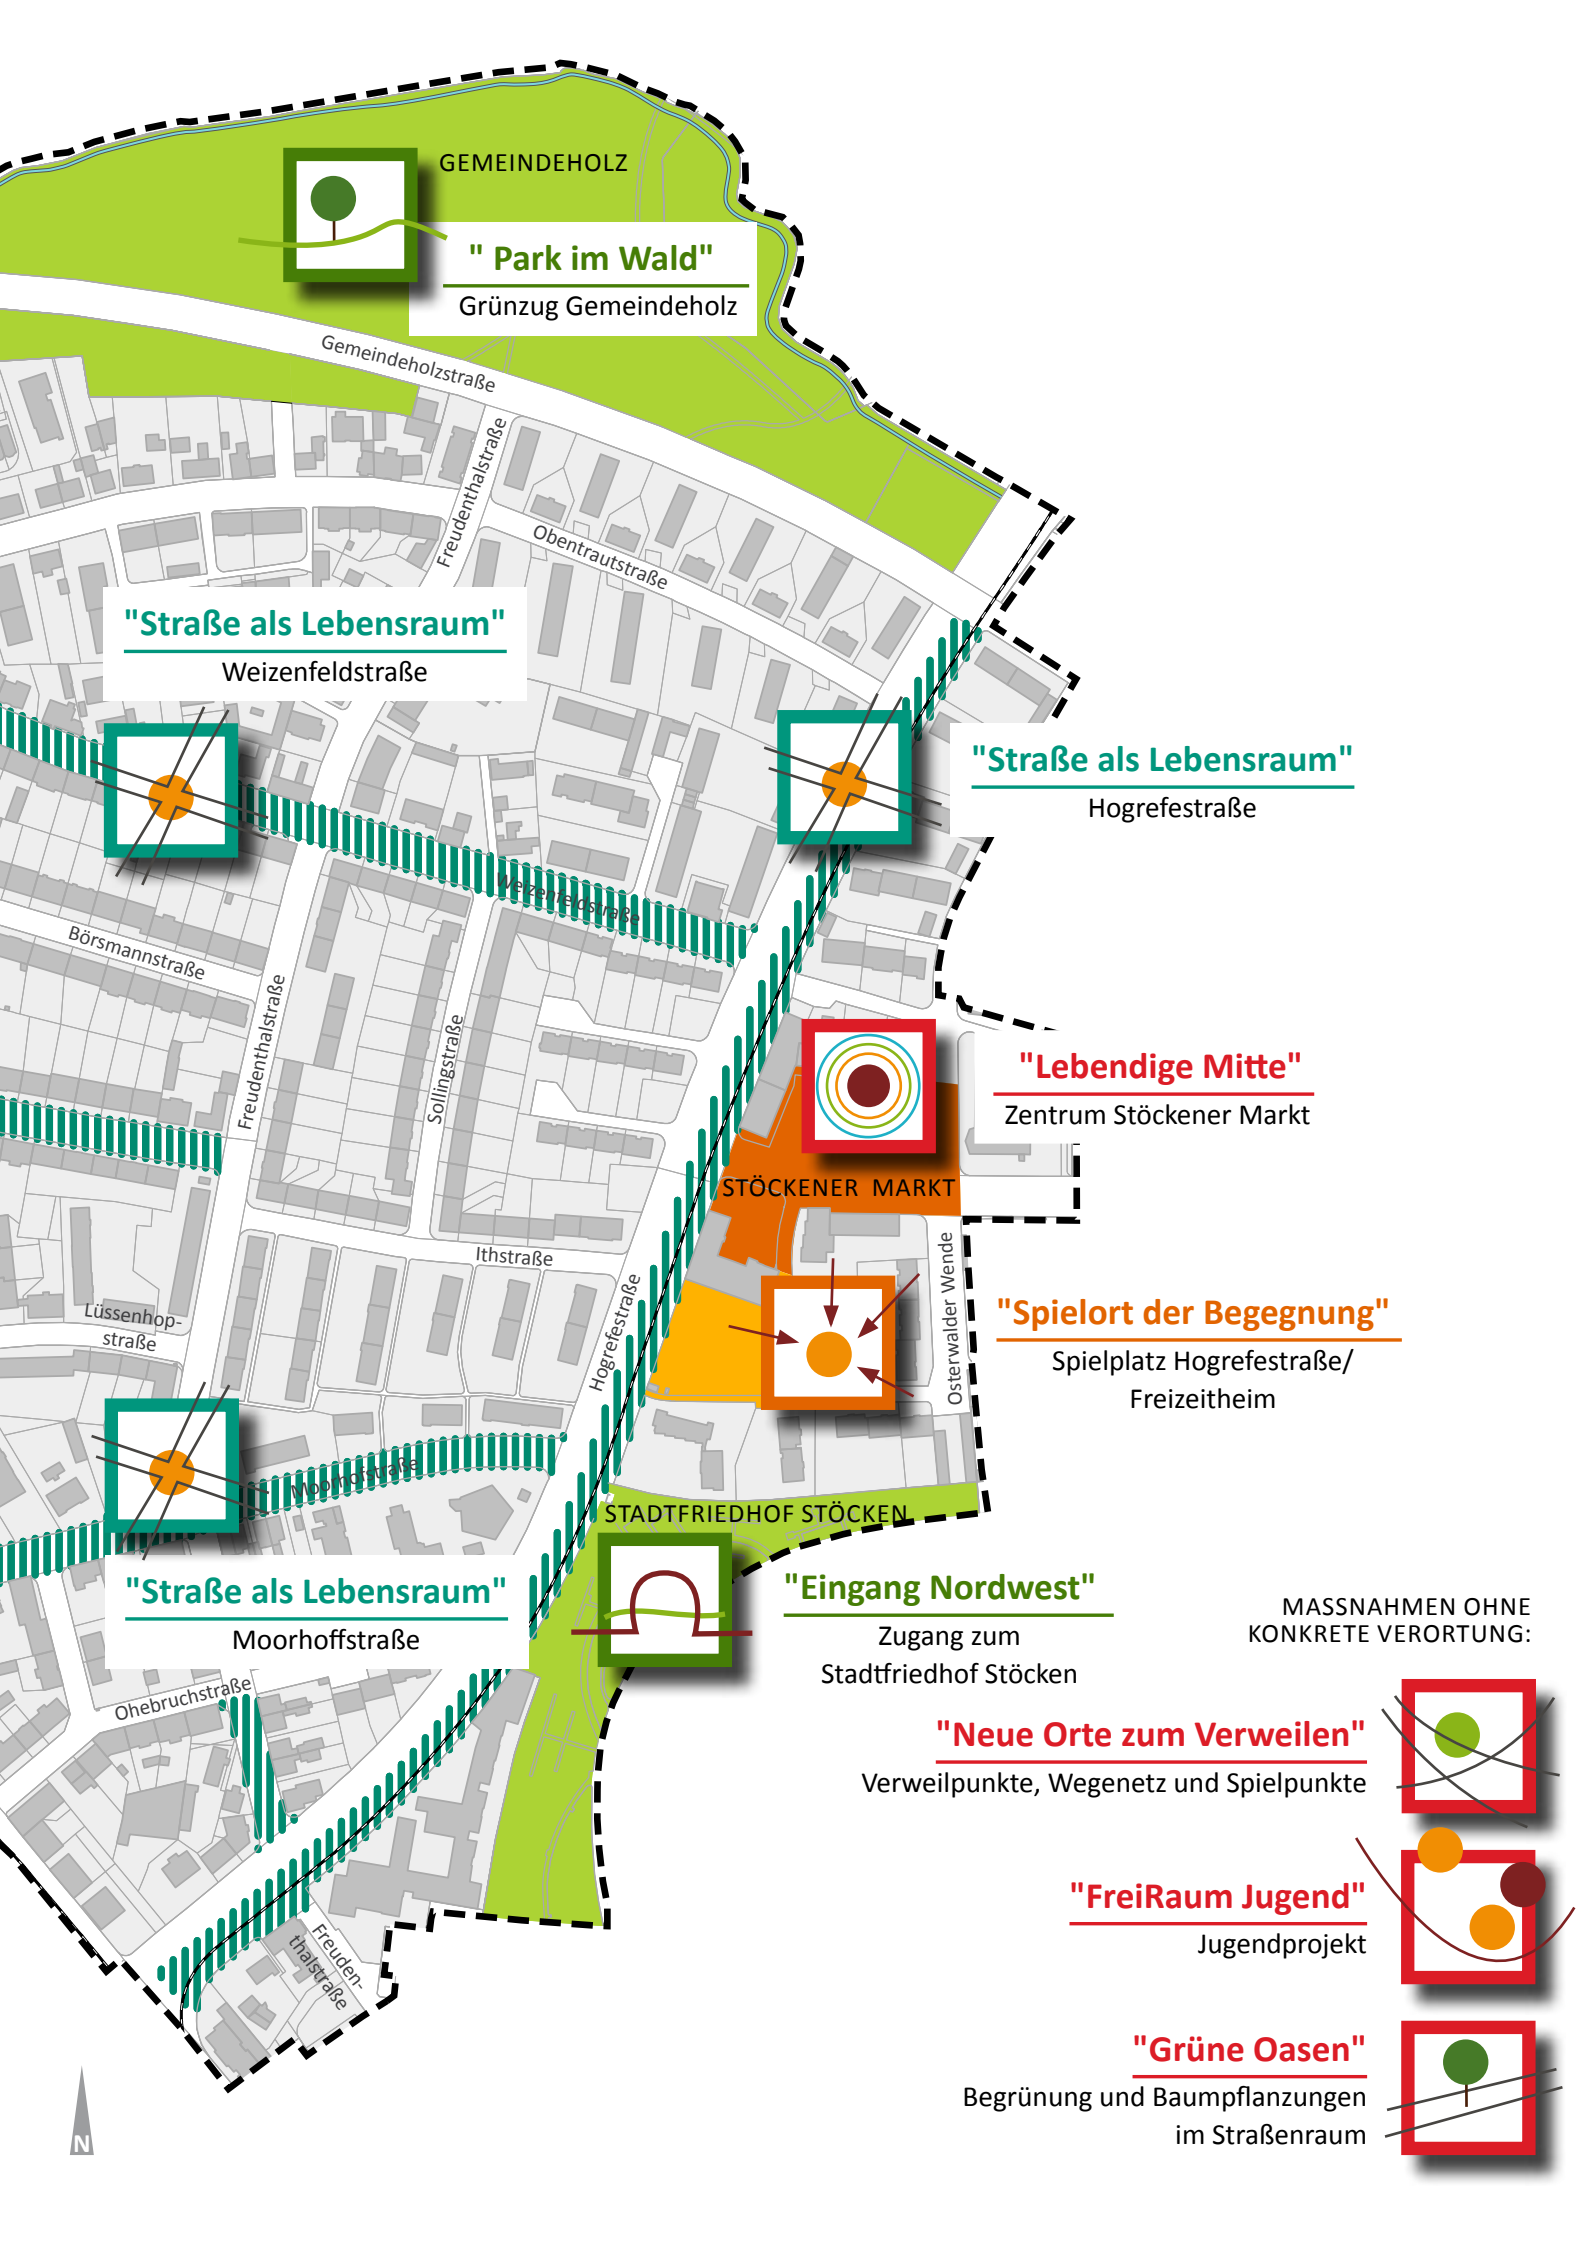 GEMEINDEHOLZ
" Park im Wald"
Grünzug Gemeindeholz
Gemeindeholzstraße
Freudenthalstraße
Obentrautstraße
"Straße als Lebensraum"
Weizenfeldstraße
"Straße als Lebensraum"
Hogrefestraße
Weizenfeldstraße
Börsmannstraße
Freudenthalstraße
Sollingstraße
"Lebendige Mitte"
Zentrum Stöckener Markt
STÖCKENER MARKT
Ithstraße
Hogrefestraße
Osterwalder Wende
Lüssenhop-
straße
"Spielort der Begegnung"
Spielplatz Hogrefestraße/
Freizeitheim
Moorhofstraße
STADTFRIEDHOF STÖCKEN
"Straße als Lebensraum"
Moorhoffstraße
"Eingang Nordwest"
Zugang zum
Stadtfriedhof Stöcken
Ohebruchstraße
Freuden-
thalstraße
MASSNAHMEN OHNE
KONKRETE VERORTUNG:
"Neue Orte zum Verweilen"
Verweilpunkte, Wegenetz und Spielpunkte
"FreiRaum Jugend"
Jugendprojekt
"Grüne Oasen"
Begrünung und Baumpflanzungen
im Straßenraum
N